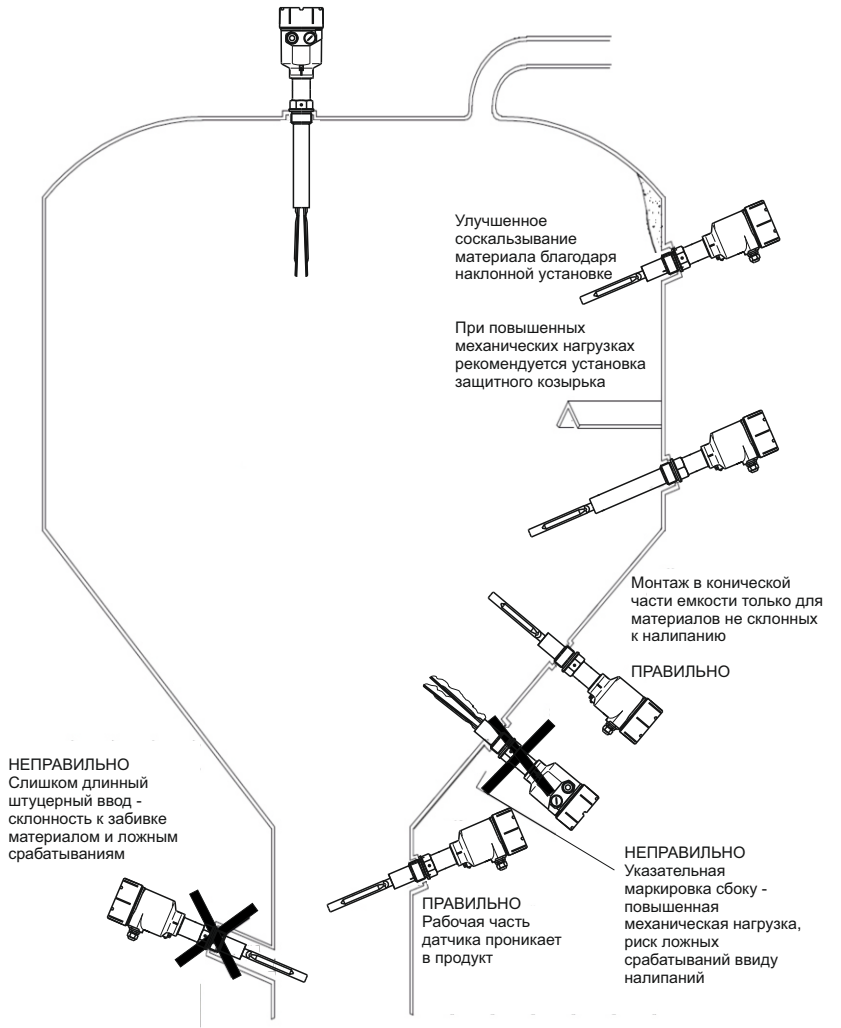 Улучшенное
соскальзывание
материала благодаря
наклонной установке
При повышенных
механических нагрузках
рекомендуется установка
защитного козырька
Монтаж в конической
части емкости только для
материалов не склонных
к налипанию
ПРАВИЛЬНО
НЕПРАВИЛЬНО
Слишком длинный
штуцерный ввод -
склонность к забивке
материалом и ложным
срабатываниям
ПРАВИЛЬНО
Рабочая часть
датчика проникает
в продукт
НЕПРАВИЛЬНО
Указательная
маркировка сбоку -
повышенная
механическая нагрузка,
риск ложных
срабатываний ввиду
налипаний